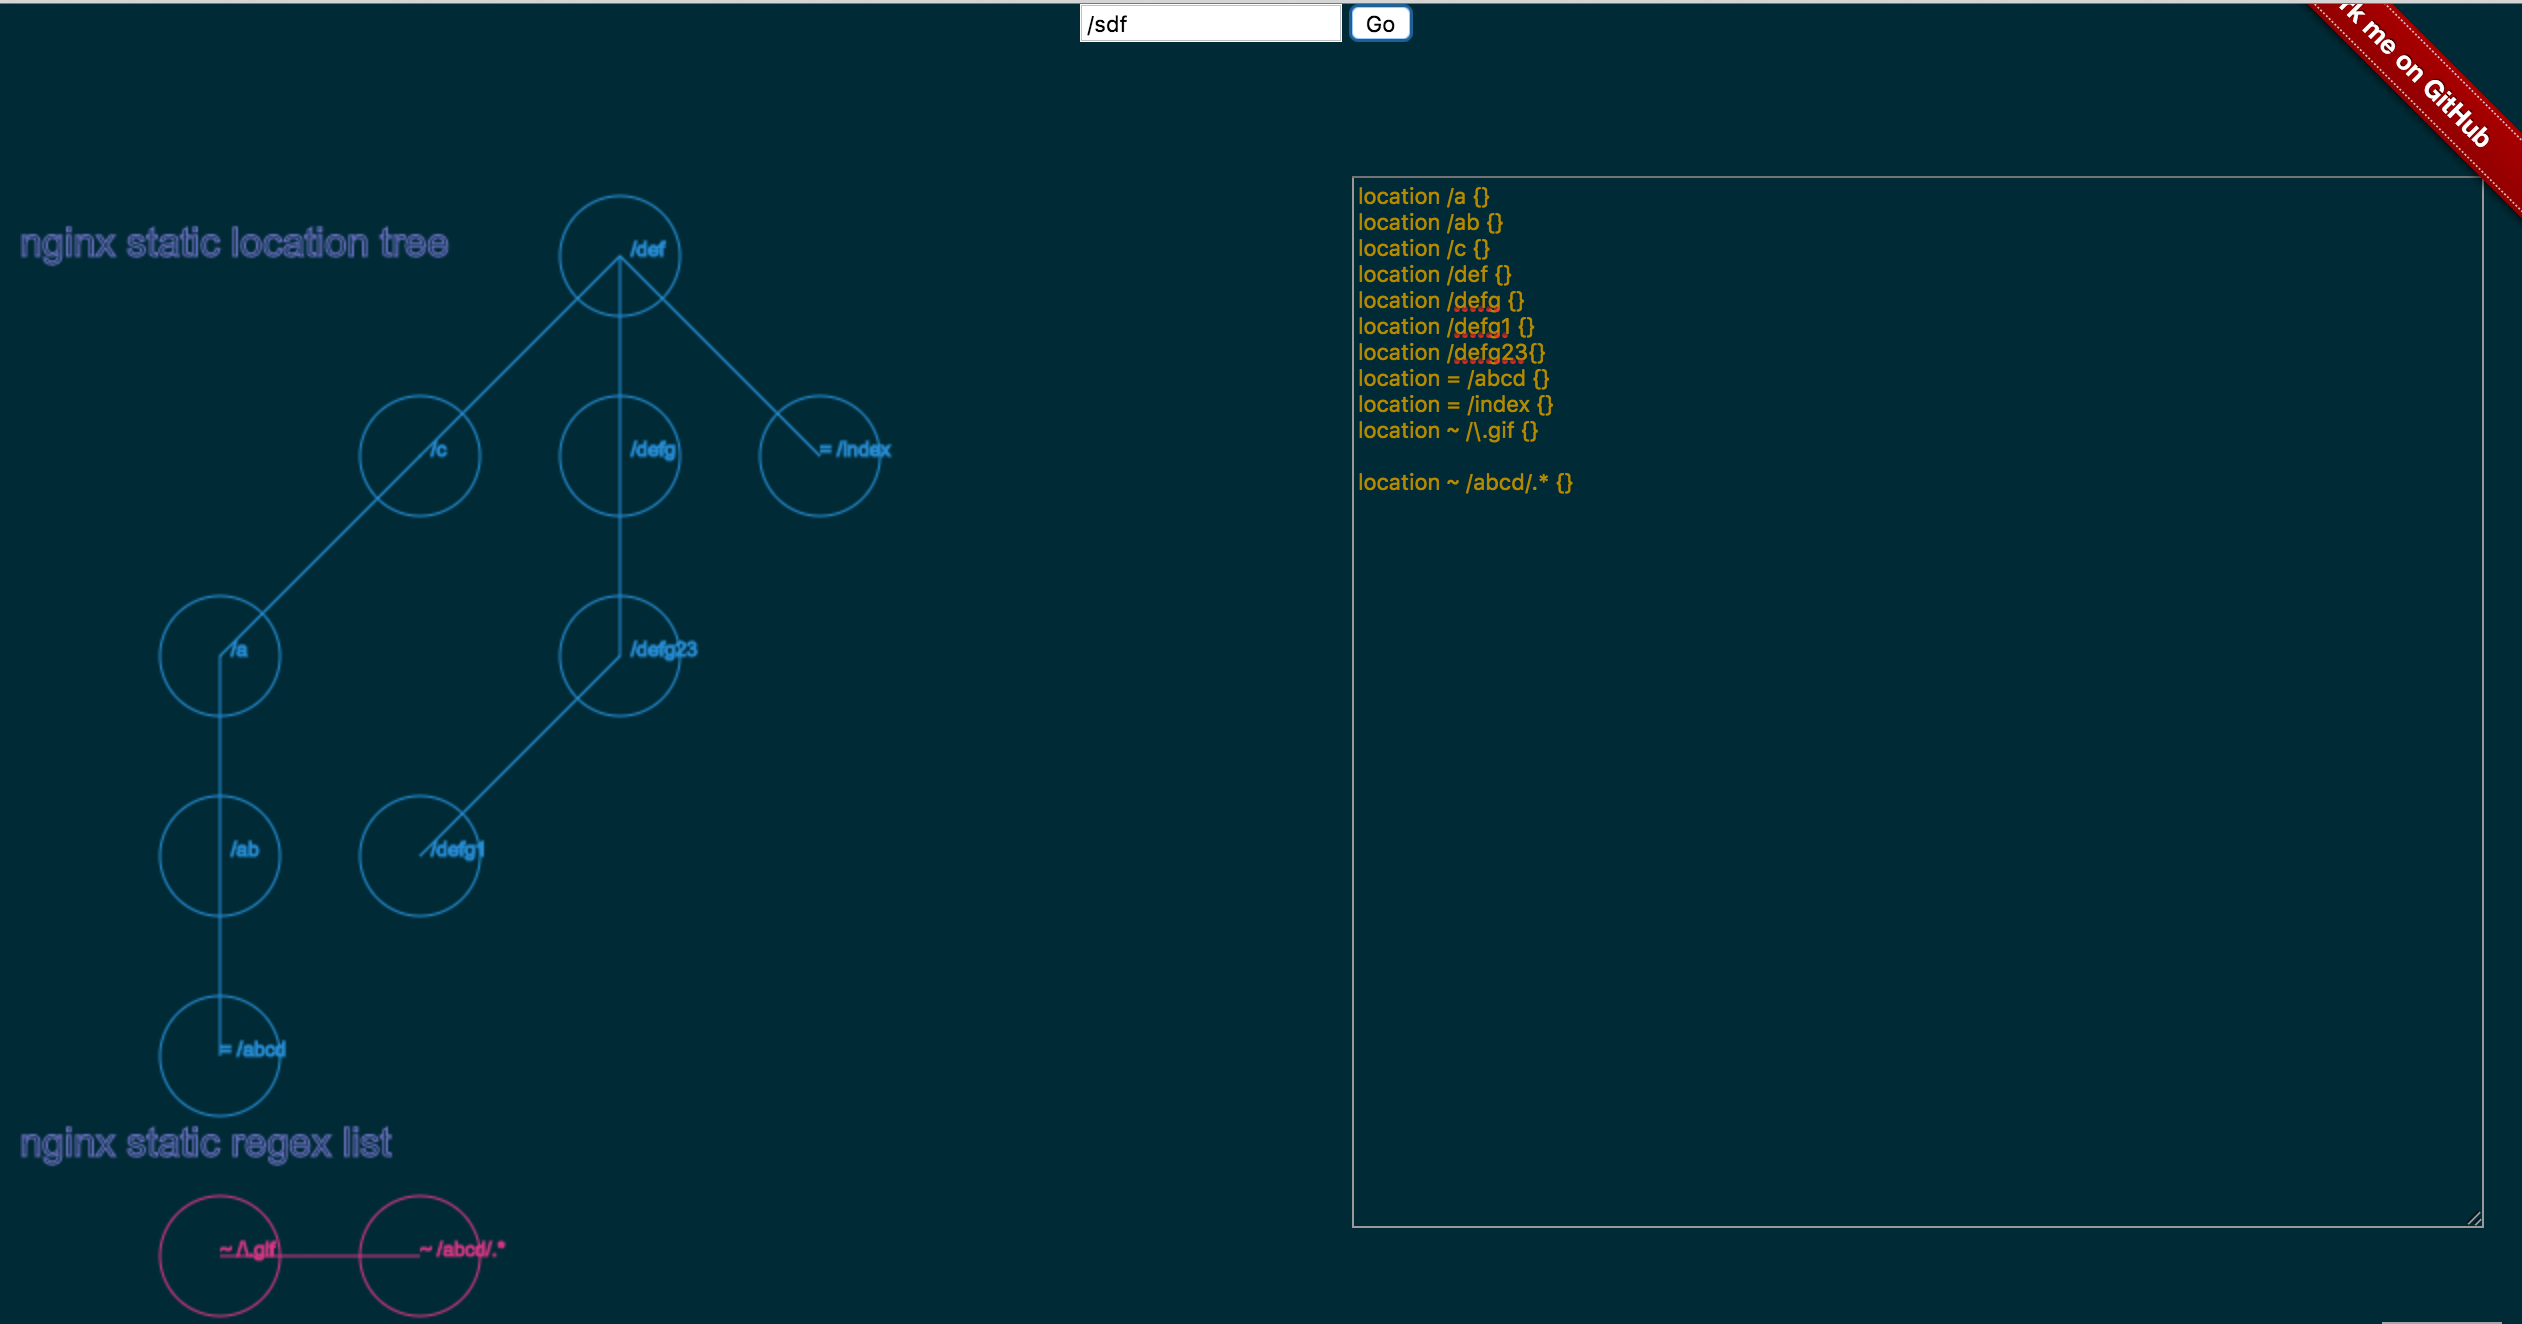 /sdf
Go
rk me on GitHub
nginx static location tree
/def
/c
/defg
= /index
/a
/defg23
/ab
/defg1
= /abcd
nginx static regex list
~ /\.gif
~ /abcd/.*
location /a {}
location /ab {}
location /c {}
location /def {}
location /defg {}
location /defg1 {}
location /defg23{}
location = /abcd {}
location = /index {}
location ~ /\.gif {}
location ~ /abcd/.* {}